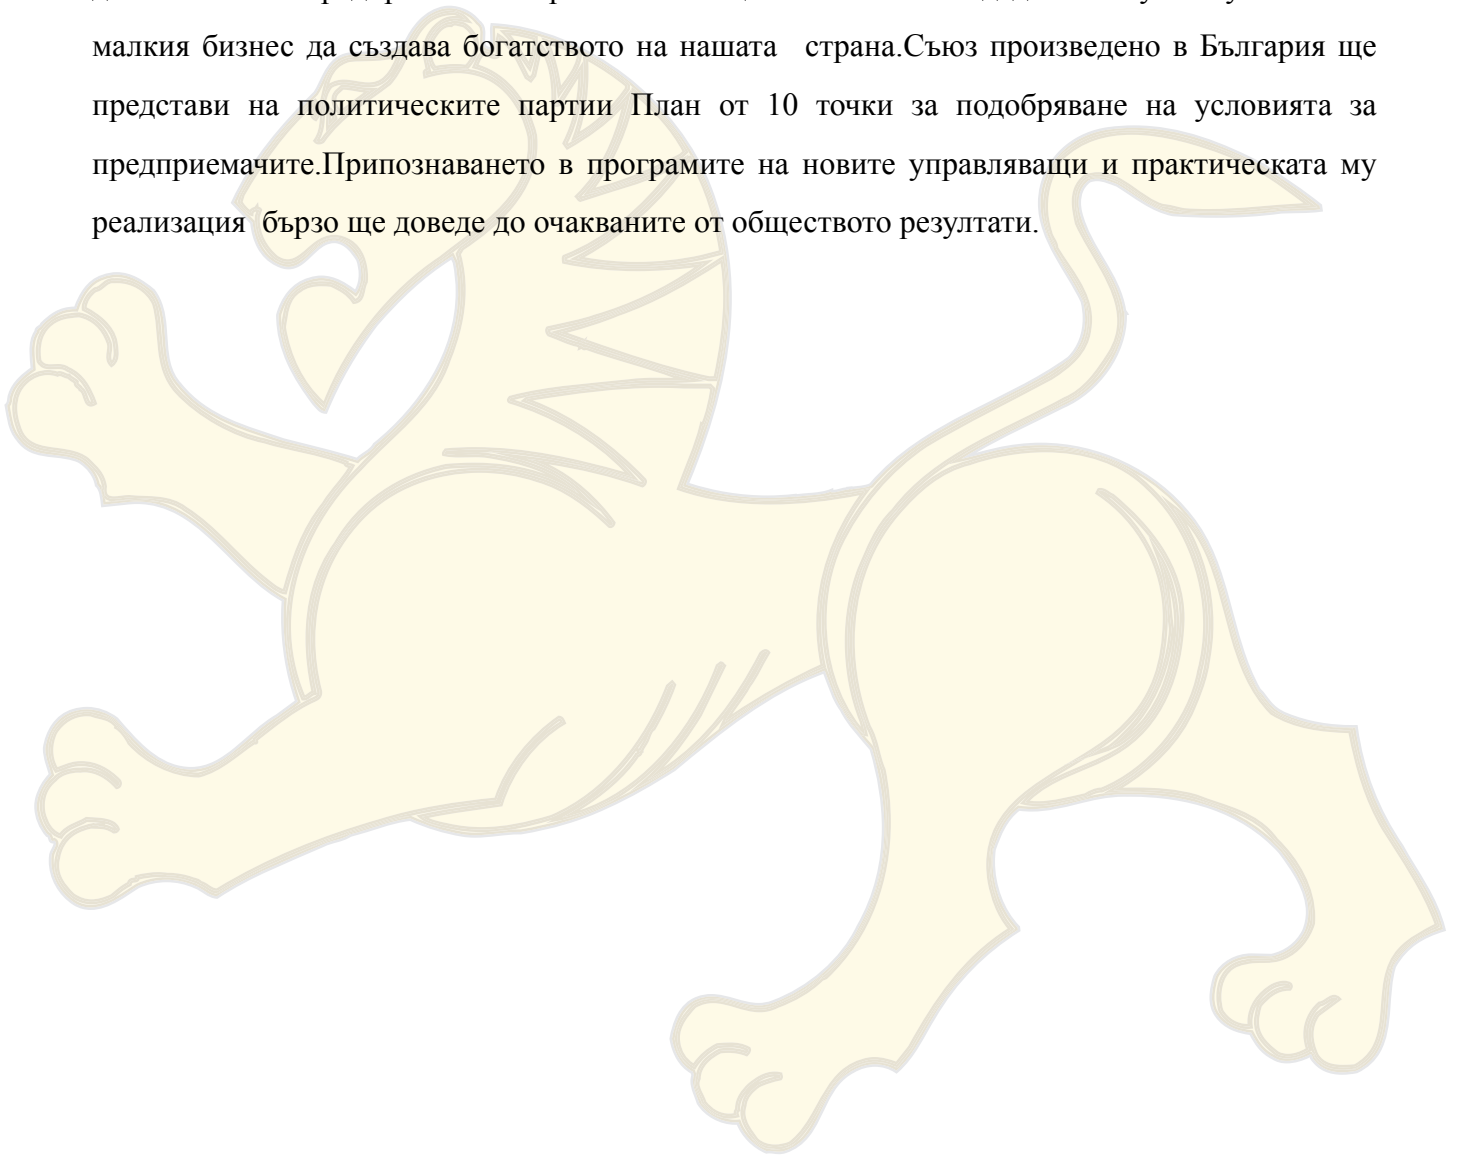 малкия бизнес да създава богатството на нашата страна.Съюз произведено в България ще
представи на политическите партии План от 10 точки за подобряване на условията за
предприемачите.Припознаването в програмите на новите управляващи и практическата му
реализация бързо ще доведе до очакваните от обществото резултати.